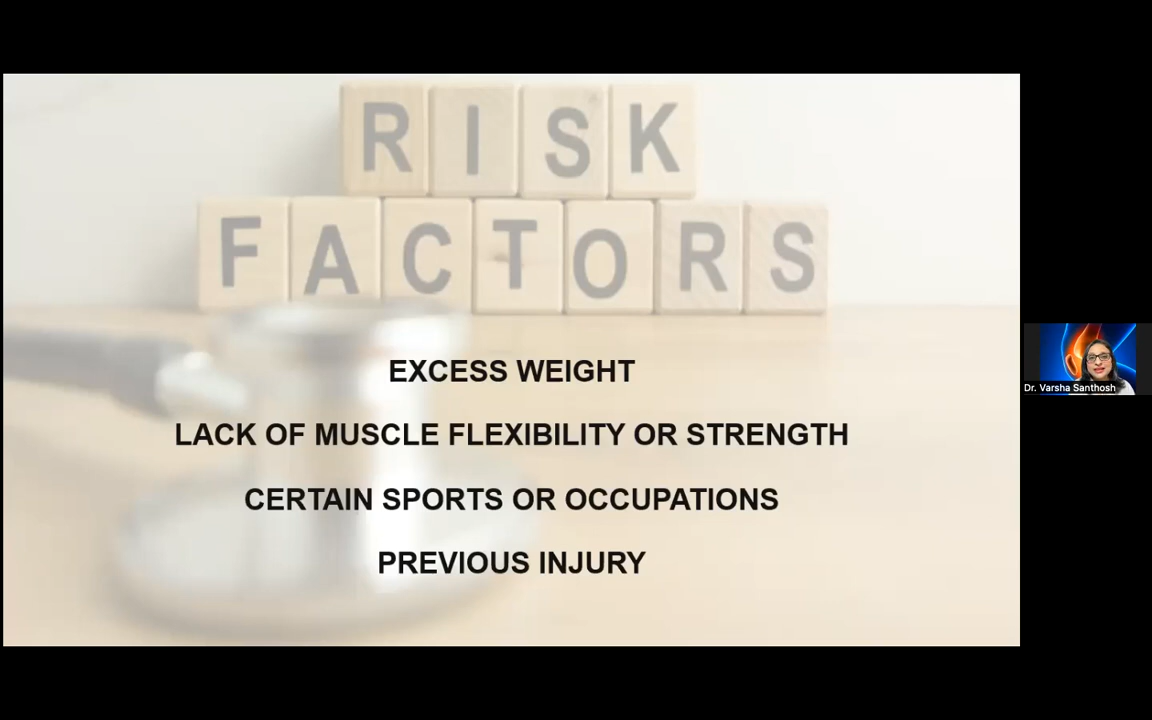 RISK
FACTORS
EXCESS WEIGHT
LACK OF MUSCLE FLEXIBILITY OR STRENGTH
CERTAIN SPORTS OR OCCUPATIONS
PREVIOUS INJURY
Dr. Varsha Santhosh